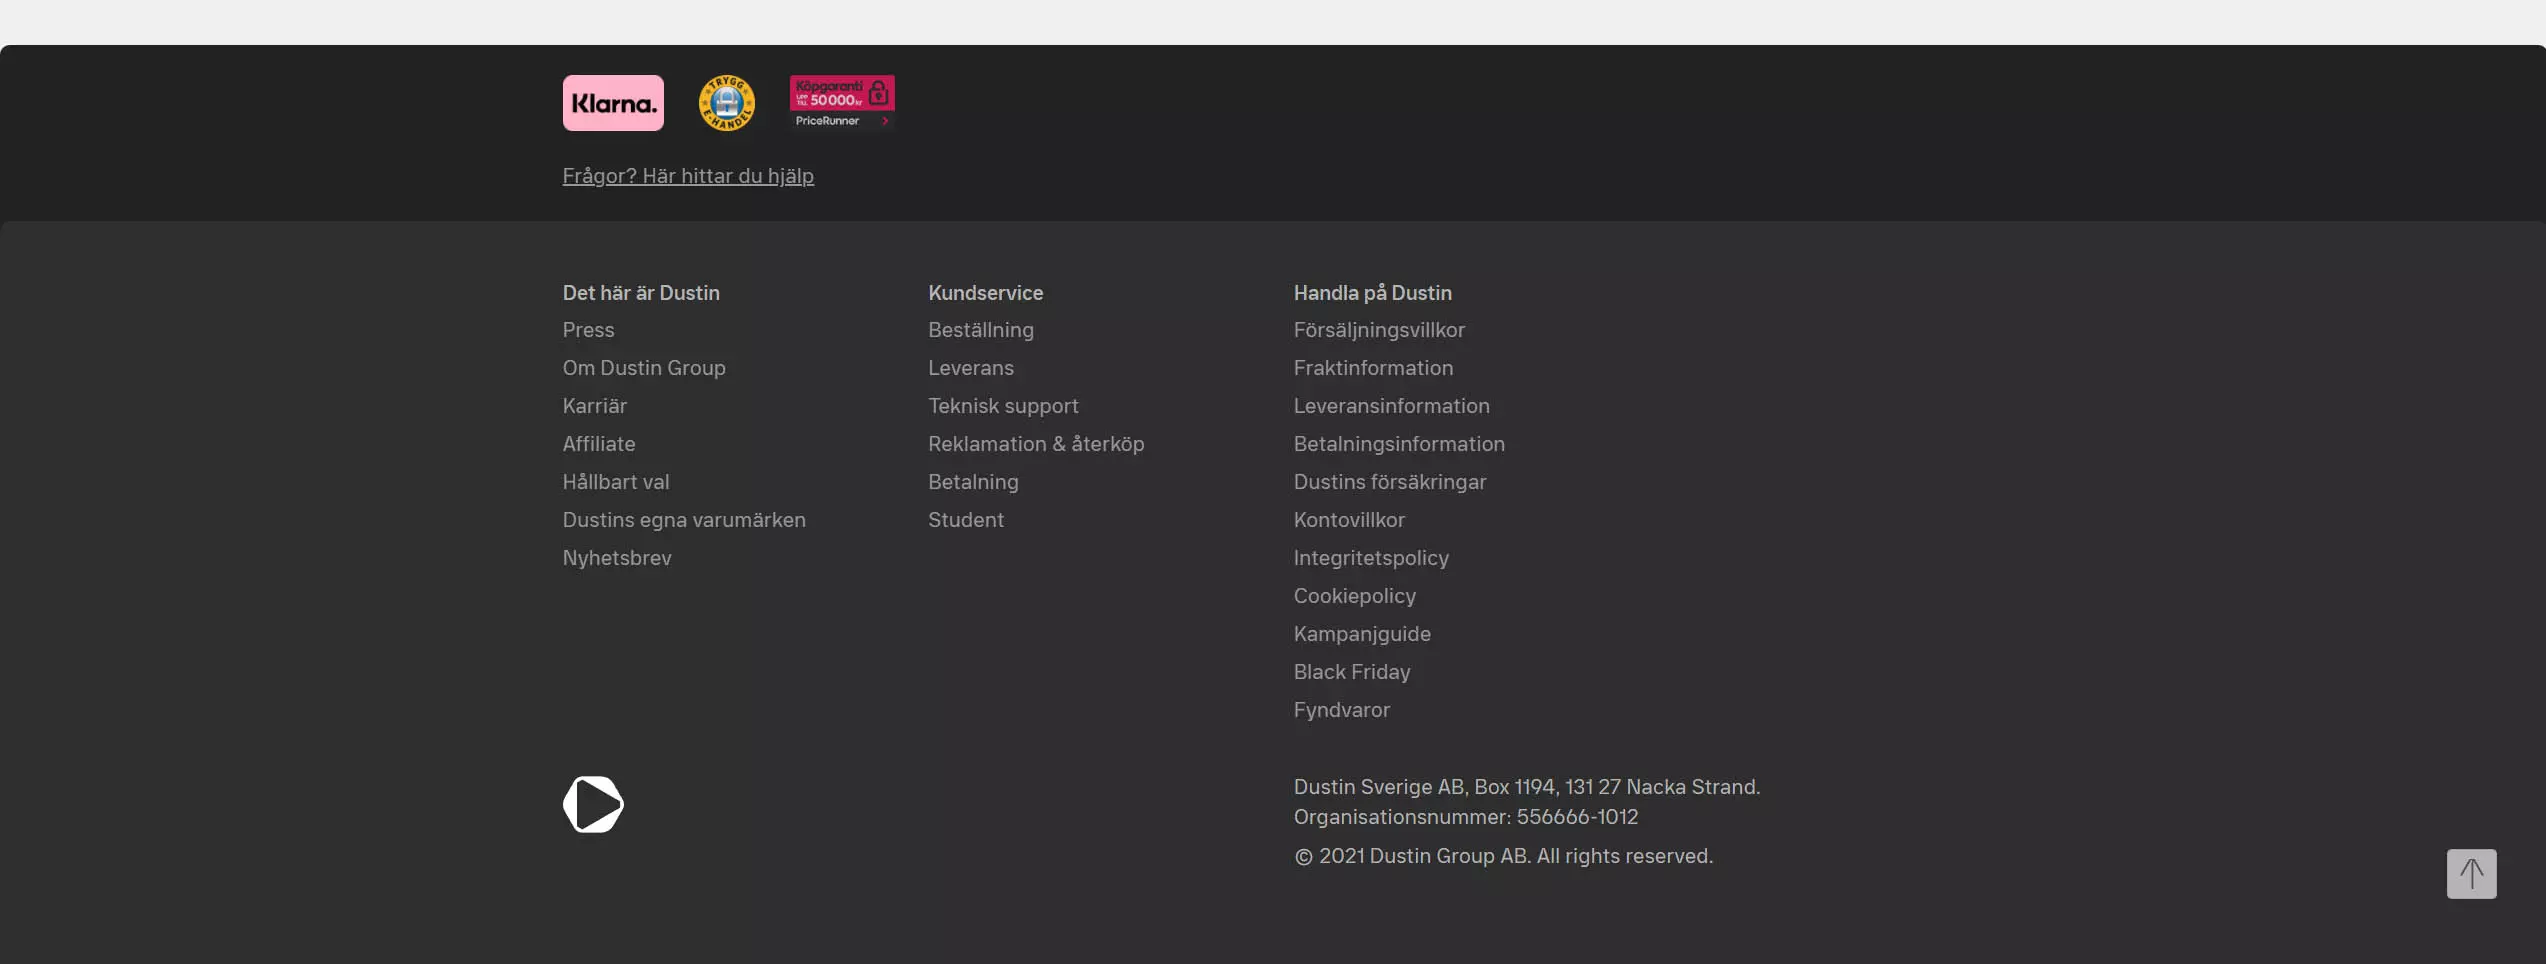 Klarna.
TRYGG E-HANDEL
Köpgaranti
UPP TILL 50000kr
PriceRunner
Frågor? Här hittar du hjälp
Det här är Dustin
Press
Om Dustin Group
Karriär
Affiliate
Hållbart val
Dustins egna varumärken
Nyhetsbrev
Kundservice
Beställning
Leverans
Teknisk support
Reklamation & återköp
Betalning
Student
Handla på Dustin
Försäljningsvillkor
Fraktinformation
Leveransinformation
Betalningsinformation
Dustins försäkringar
Kontovillkor
Integritetspolicy
Cookiepolicy
Kampanjguide
Black Friday
Fyndvaror
Dustin Sverige AB, Box 1194, 131 27 Nacka Strand.
Organisationsnummer: 556666-1012
© 2021 Dustin Group AB. All rights reserved.